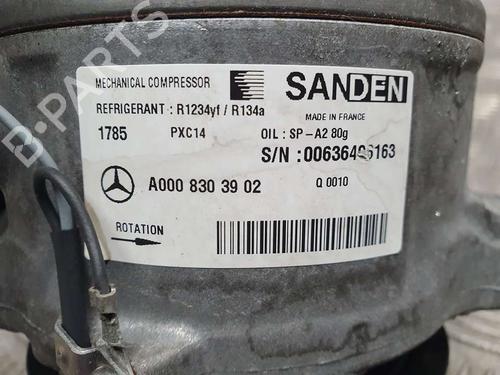 B-PARTS
MECHANICAL COMPRESSOR
SANDEN
REFRIGERANT : R1234yf / R134a
MADE IN FRANCE
1785 PXC14
OIL : SP-A2 80g
S/N : 00636496163
A000 830 39 02
Q 0010
ROTATION